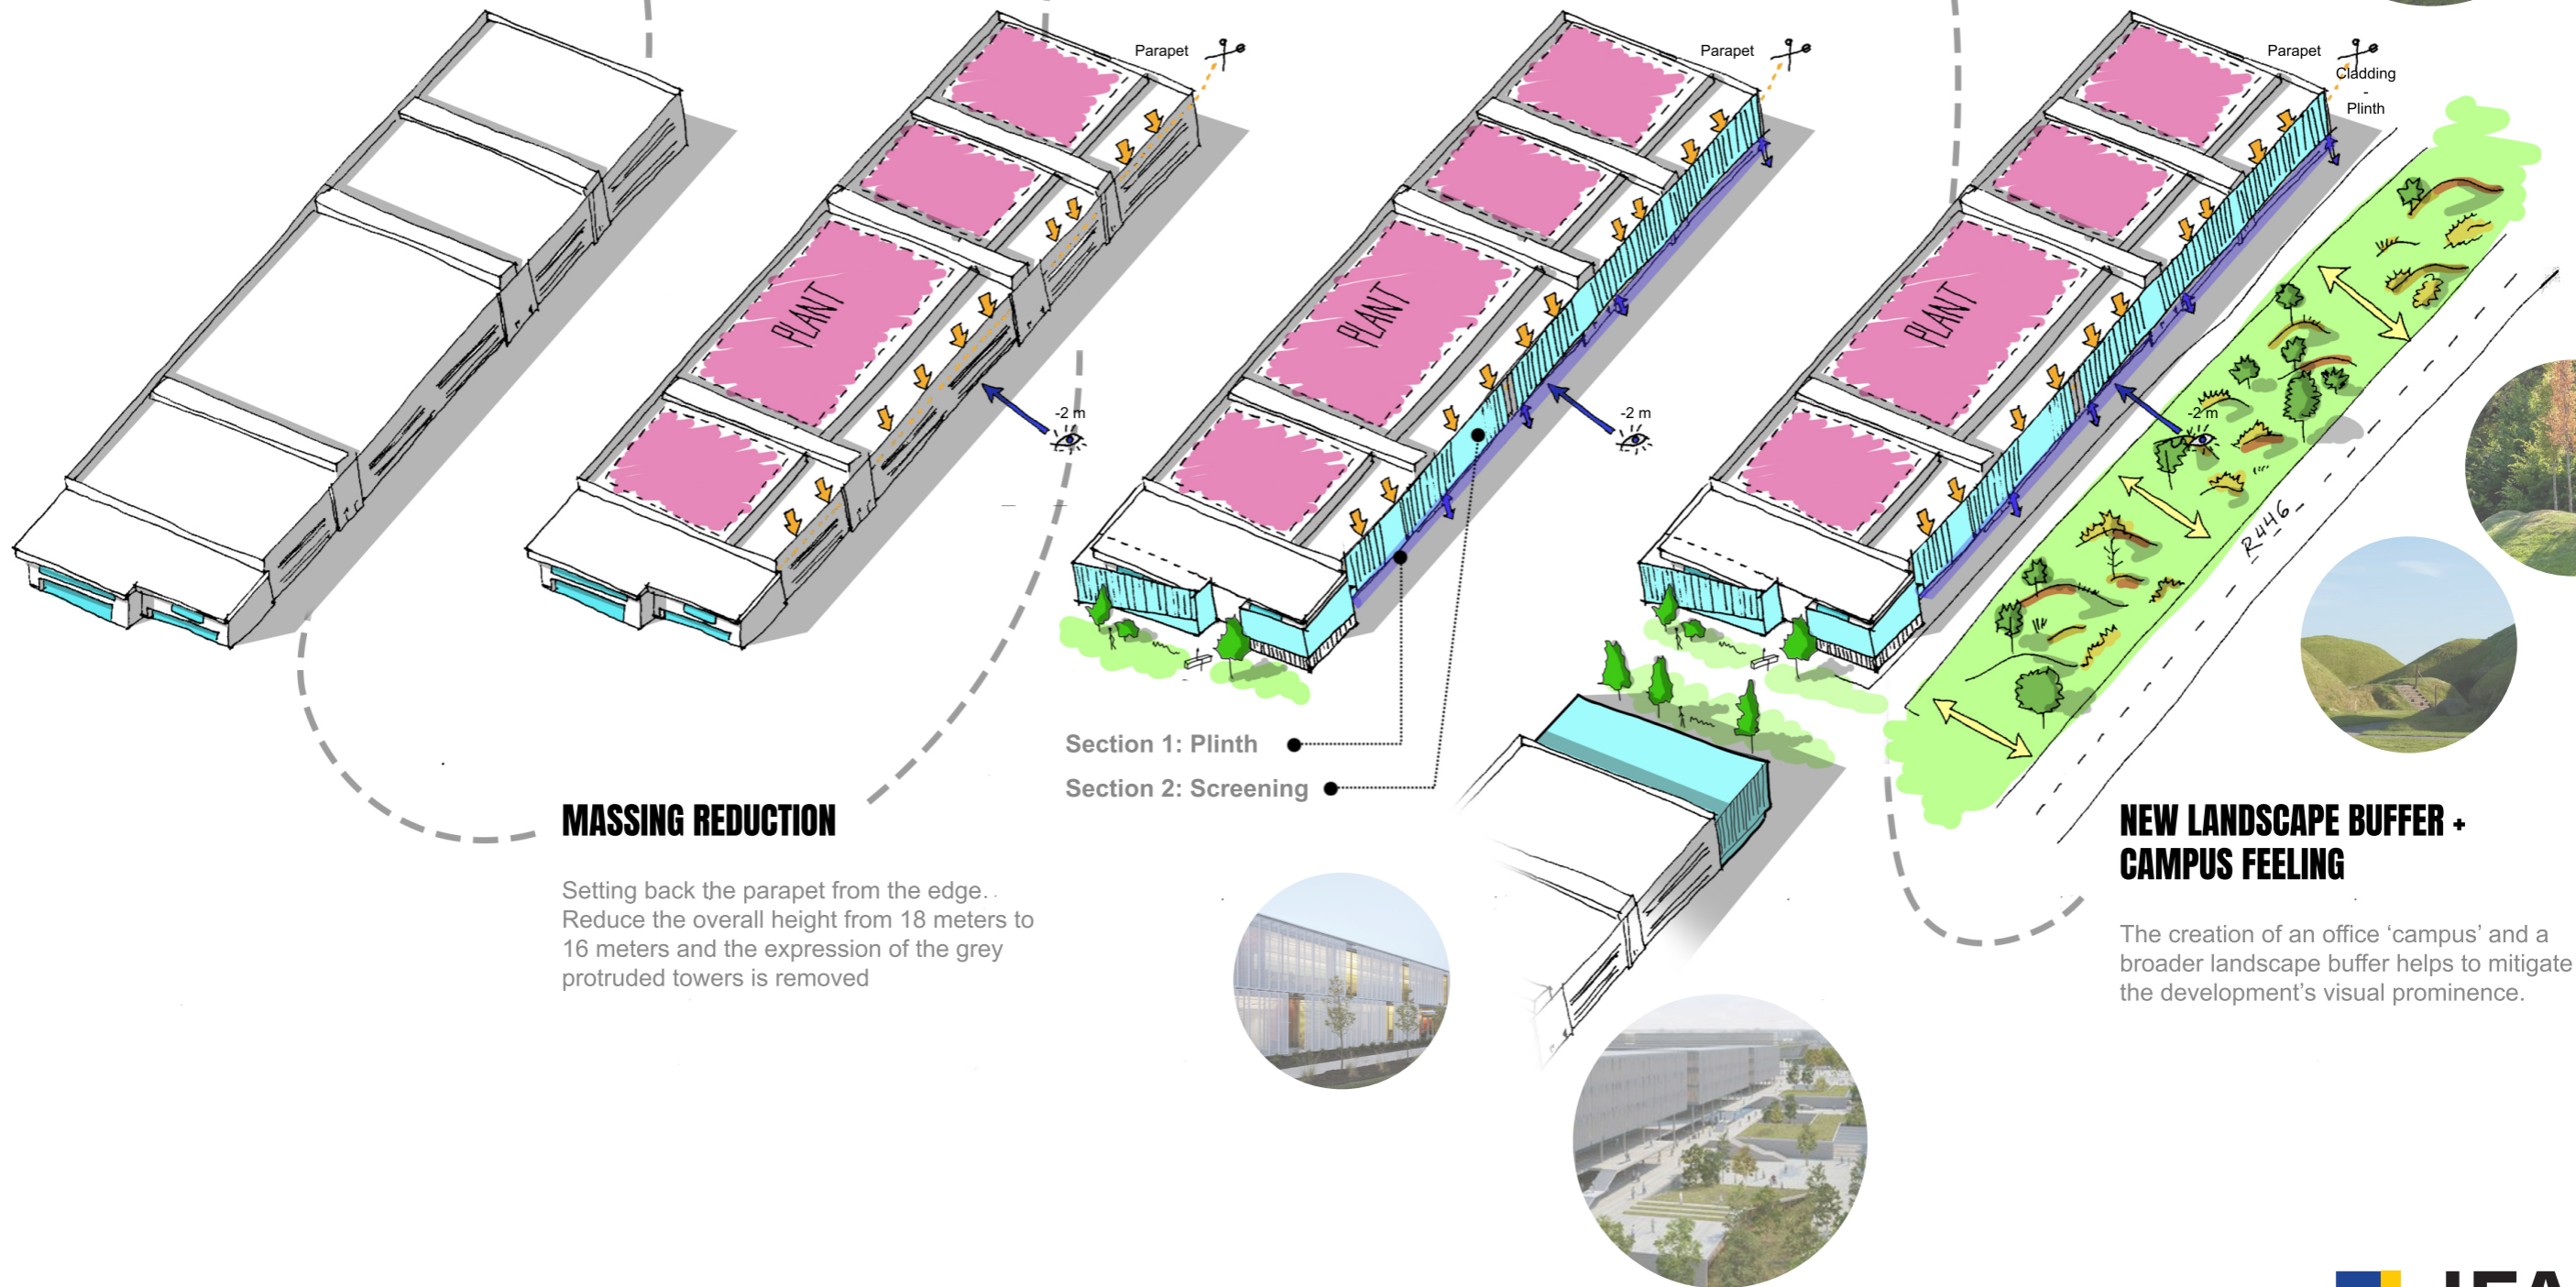 Parapet
Parapet
Parapet
Cladding
-
Plinth
PLANT
PLANT
PLANT
-2 m
-2 m
-2 m
R446
Section 1: Plinth
Section 2: Screening
MASSING REDUCTION
Setting back the parapet from the edge.
Reduce the overall height from 18 meters to
16 meters and the expression of the grey
protruded towers is removed
NEW LANDSCAPE BUFFER +
CAMPUS FEELING
The creation of an office ‘campus’ and a
broader landscape buffer helps to mitigate
the development’s visual prominence.